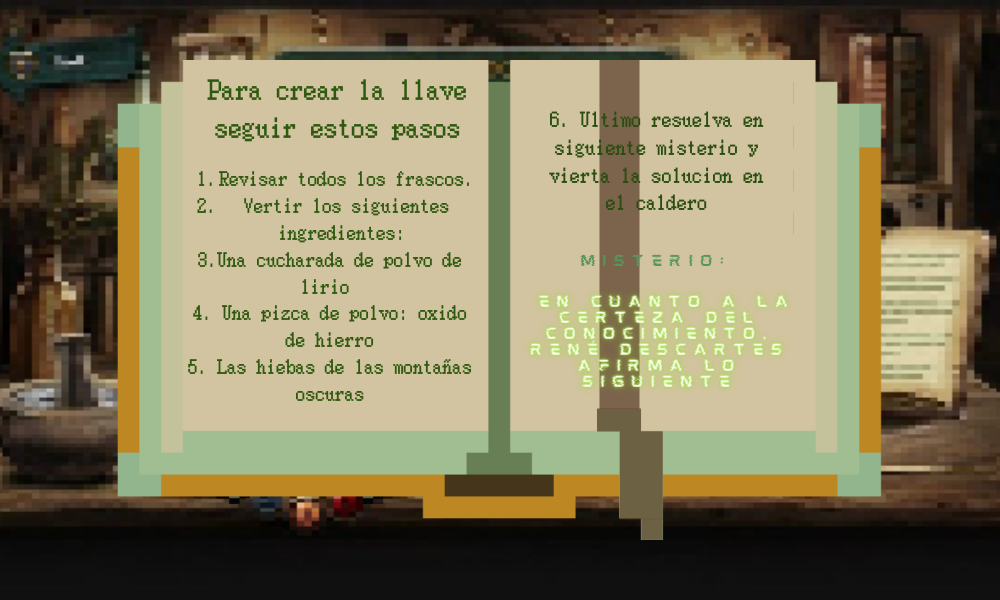 Para crear la llave
seguir estos pasos
1. Revisar todos los frascos.
2. Vertir los siguientes
ingredientes:
3. Una cucharada de polvo de
lirio
4. Una pizca de polvo: oxido
de hierro
5. Las hiebas de las montañas
oscuras
6. Ultimo resuelva en
siguiente misterio y
vierta la solucion en
el caldero
MISTERIO:
EN CUANTO A LA
CERTEZA DEL
CONOCIMIENTO.
RENÉ DESCARTES
AFIRMA LO
SIGUIENTE